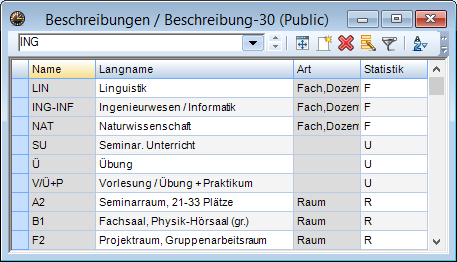 Beschreibungen / Beschreibung-30 (Public)
ING
Name Langname Art Statistik
LIN Linguistik Fach,Dozen F
ING-INF Ingenieurwesen / Informatik Fach,Dozen F
NAT Naturwissenschaft Fach,Dozen F
SU Seminar. Unterricht U
Ü Übung U
V/Ü+P Vorlesung / Übung + Praktikum U
A2 Seminarraum, 21-33 Plätze Raum R
B1 Fachsaal, Physik-Hörsaal (gr.) Raum R
F2 Projektraum, Gruppenarbeitsraum Raum R